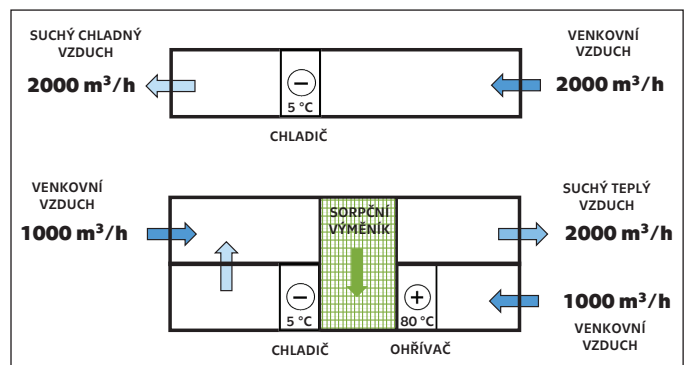 SUCHÝ CHLADNÝ
VZDUCH
2000 m³/h
−
5 °C
CHLADIČ
VENKOVNÍ
VZDUCH
2000 m³/h
VENKOVNÍ
VZDUCH
1000 m³/h
SORPČNÍ
VÝMĚNÍK
SUCHÝ TEPLÝ
VZDUCH
2000 m³/h
−
5 °C
CHLADIČ
+
80 °C
OHŘÍVAČ
1000 m³/h
VENKOVNÍ
VZDUCH